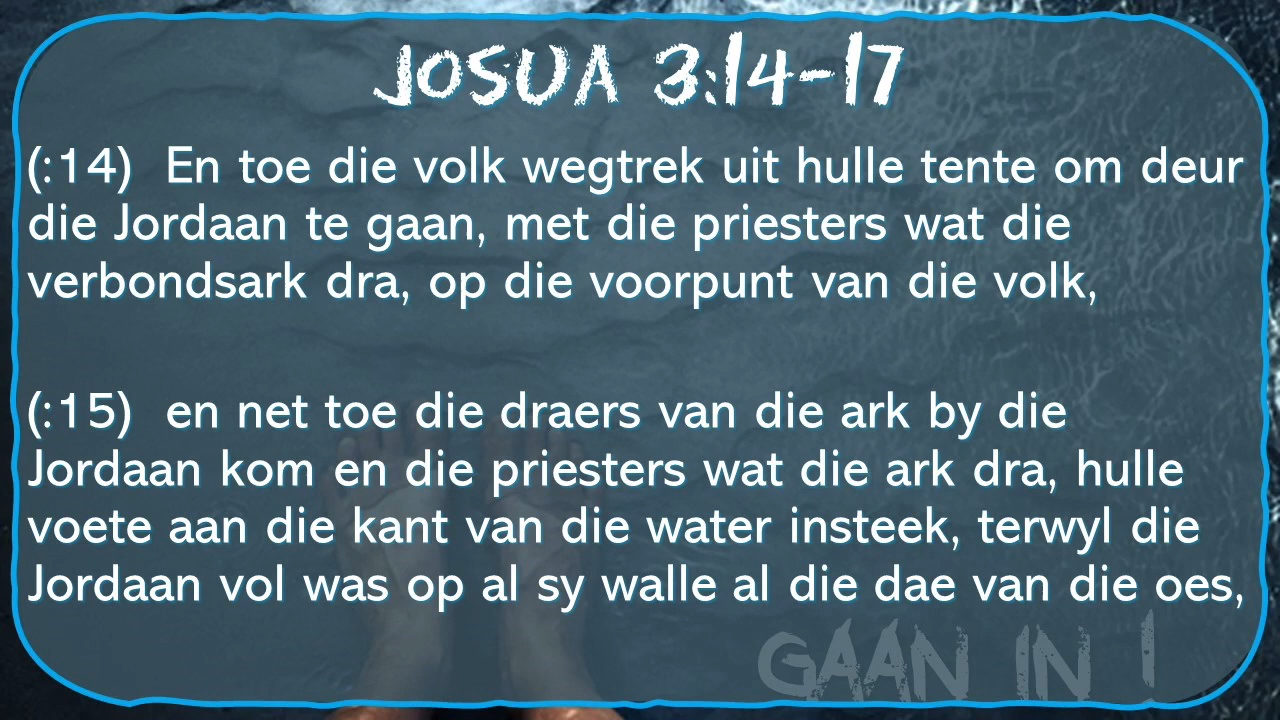 JOSUA 3:14-17
(:14) En toe die volk wegtrek uit hulle tente om deur
die Jordaan te gaan, met die priesters wat die
verbondsark dra, op die voorpunt van die volk,
(:15) en net toe die draers van die ark by die
Jordaan kom en die priesters wat die ark dra, hulle
voete aan die kant van die water insteek, terwyl die
Jordaan vol was op al sy walle al die dae van die oes,
GAAN IN !